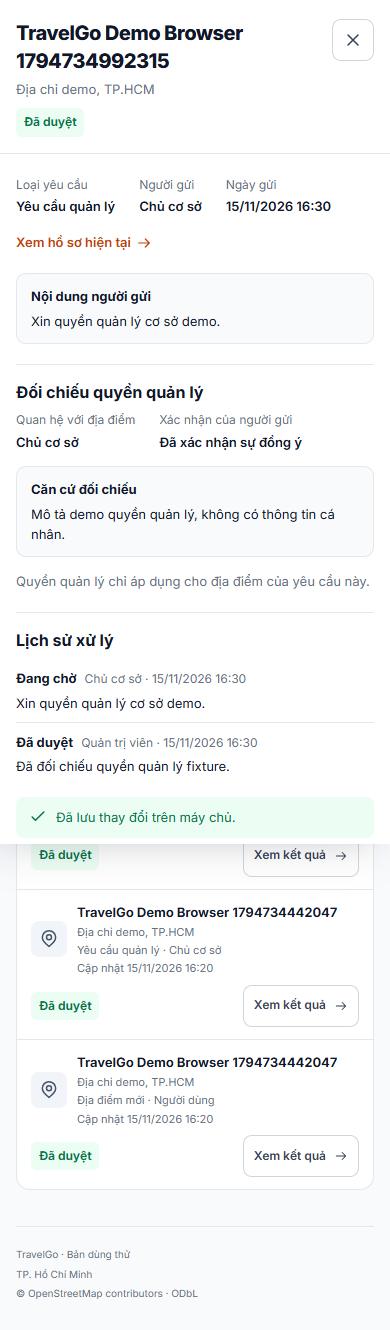 TravelGo Demo Browser
1794734992315
Địa chỉ demo, TP.HCM
Đã duyệt
Loại yêu cầu
Người gửi
Ngày gửi
Yêu cầu quản lý
Chủ cơ sở
15/11/2026 16:30
Xem hồ sơ hiện tại →
Nội dung người gửi
Xin quyền quản lý cơ sở demo.
Đối chiếu quyền quản lý
Quan hệ với địa điểm
Xác nhận của người gửi
Chủ cơ sở
Đã xác nhận sự đồng ý
Căn cứ đối chiếu
Mô tả demo quyền quản lý, không có thông tin cá
nhân.
Quyền quản lý chỉ áp dụng cho địa điểm của yêu cầu này.
Lịch sử xử lý
Đang chờ Chủ cơ sở · 15/11/2026 16:30
Xin quyền quản lý cơ sở demo.
Đã duyệt Quản trị viên · 15/11/2026 16:30
Đã đối chiếu quyền quản lý fixture.
Đã lưu thay đổi trên máy chủ.
Đã duyệt
Xem kết quả →
TravelGo Demo Browser 1794734442047
Địa chỉ demo, TP.HCM
Yêu cầu quản lý · Chủ cơ sở
Cập nhật 15/11/2026 16:20
Đã duyệt
Xem kết quả →
TravelGo Demo Browser 1794734442047
Địa chỉ demo, TP.HCM
Địa điểm mới · Người dùng
Cập nhật 15/11/2026 16:20
Đã duyệt
Xem kết quả →
TravelGo · Bản dùng thử
TP. Hồ Chí Minh
© OpenStreetMap contributors · ODbL